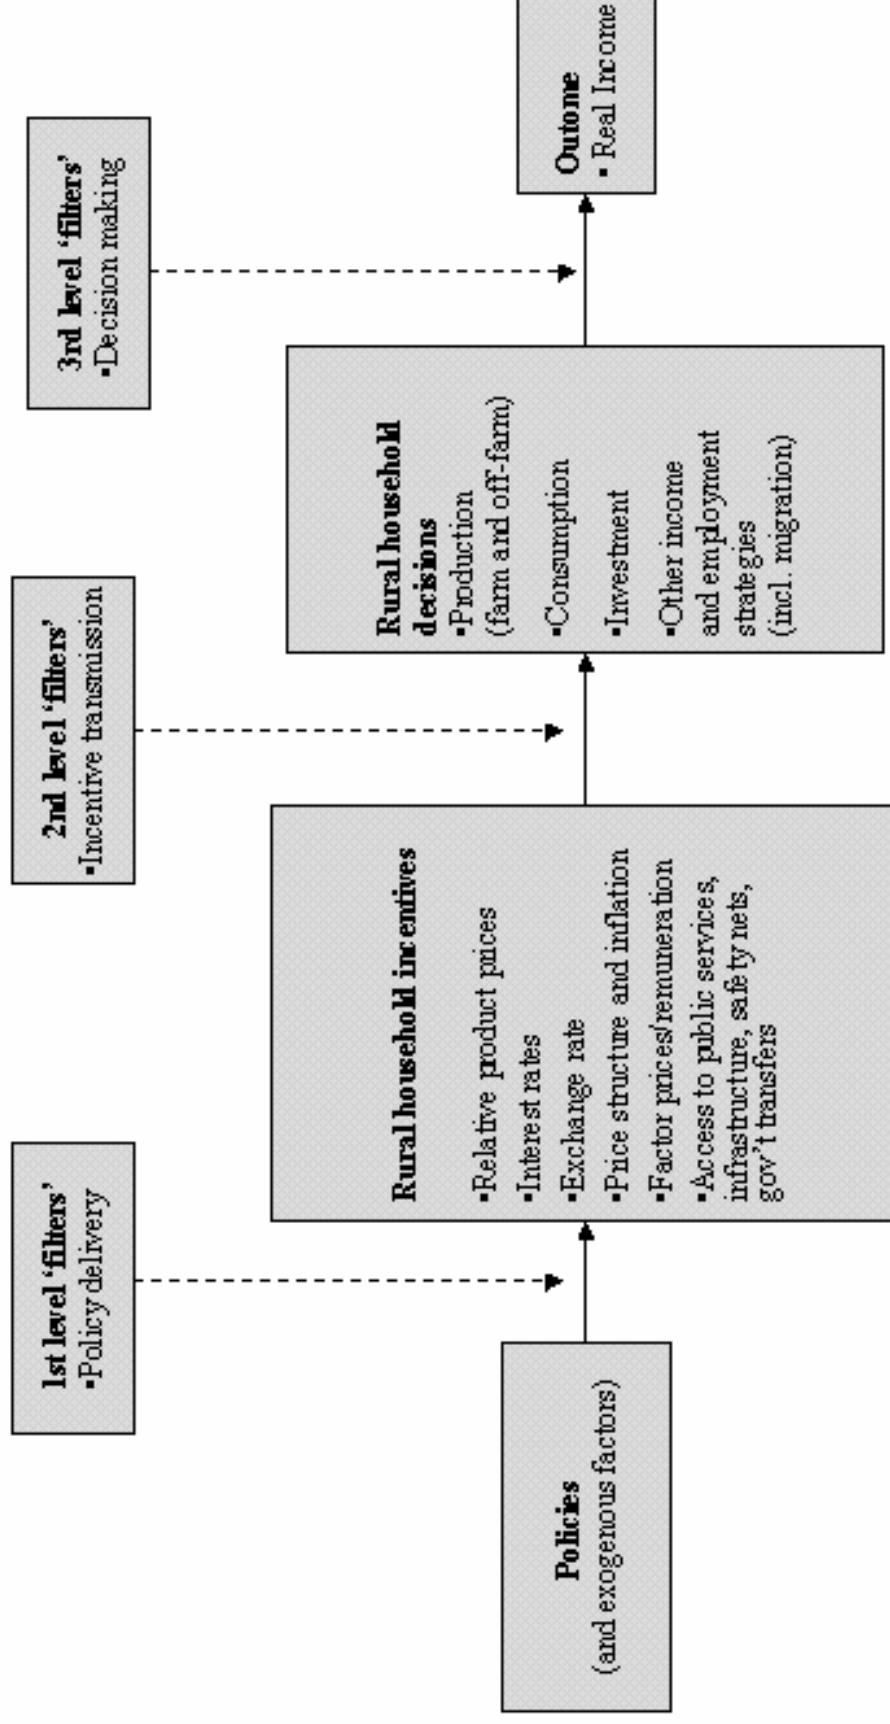 1st level ‘filters’
▪Policy delivery
2nd level ‘filters’
▪Incentive transmission
3rd level ‘filters’
▪Decision making
Policies
(and exogenous factors)
Rural household incentives
▪Relative product prices
▪Interest rates
▪Exchange rate
▪Price structure and inflation
▪Factor prices/remuneration
▪Access to public services,
infrastructure, safety nets,
gov’t transfers
Rural household
decisions
▪Production
(farm and off-farm)
▪Consumption
▪Investment
▪Other income
and employment
strategies
(incl. migration)
Outome
▪ Real Income